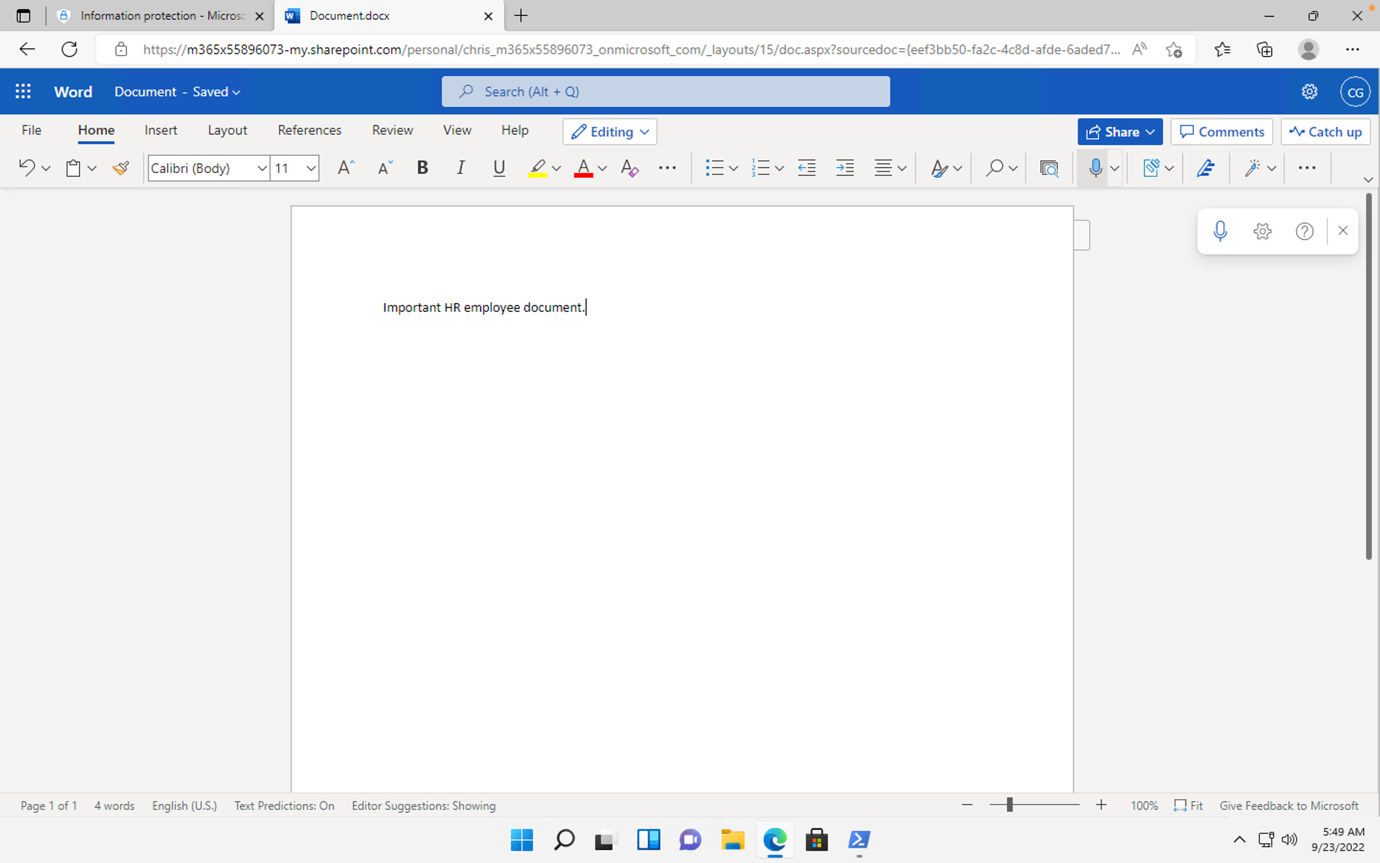 Information protection - Micros
Document.docx
https://m365x55896073-my.sharepoint.com/personal/chris_m365x55896073_onmicrosoft_com/_layouts/15/doc.aspx?sourcedoc={eef3bb50-fa2c-4c8d-afde-6aded7...
Word
Document - Saved
Search (Alt + Q)
CG
File Home Insert Layout References Review View Help Editing Share Comments Catch up
Calibri (Body) 11 B I U
Important HR employee document.
Page 1 of 1 4 words English (U.S.) Text Predictions: On Editor Suggestions: Showing 100% Fit Give Feedback to Microsoft
5:49 AM
9/23/2022